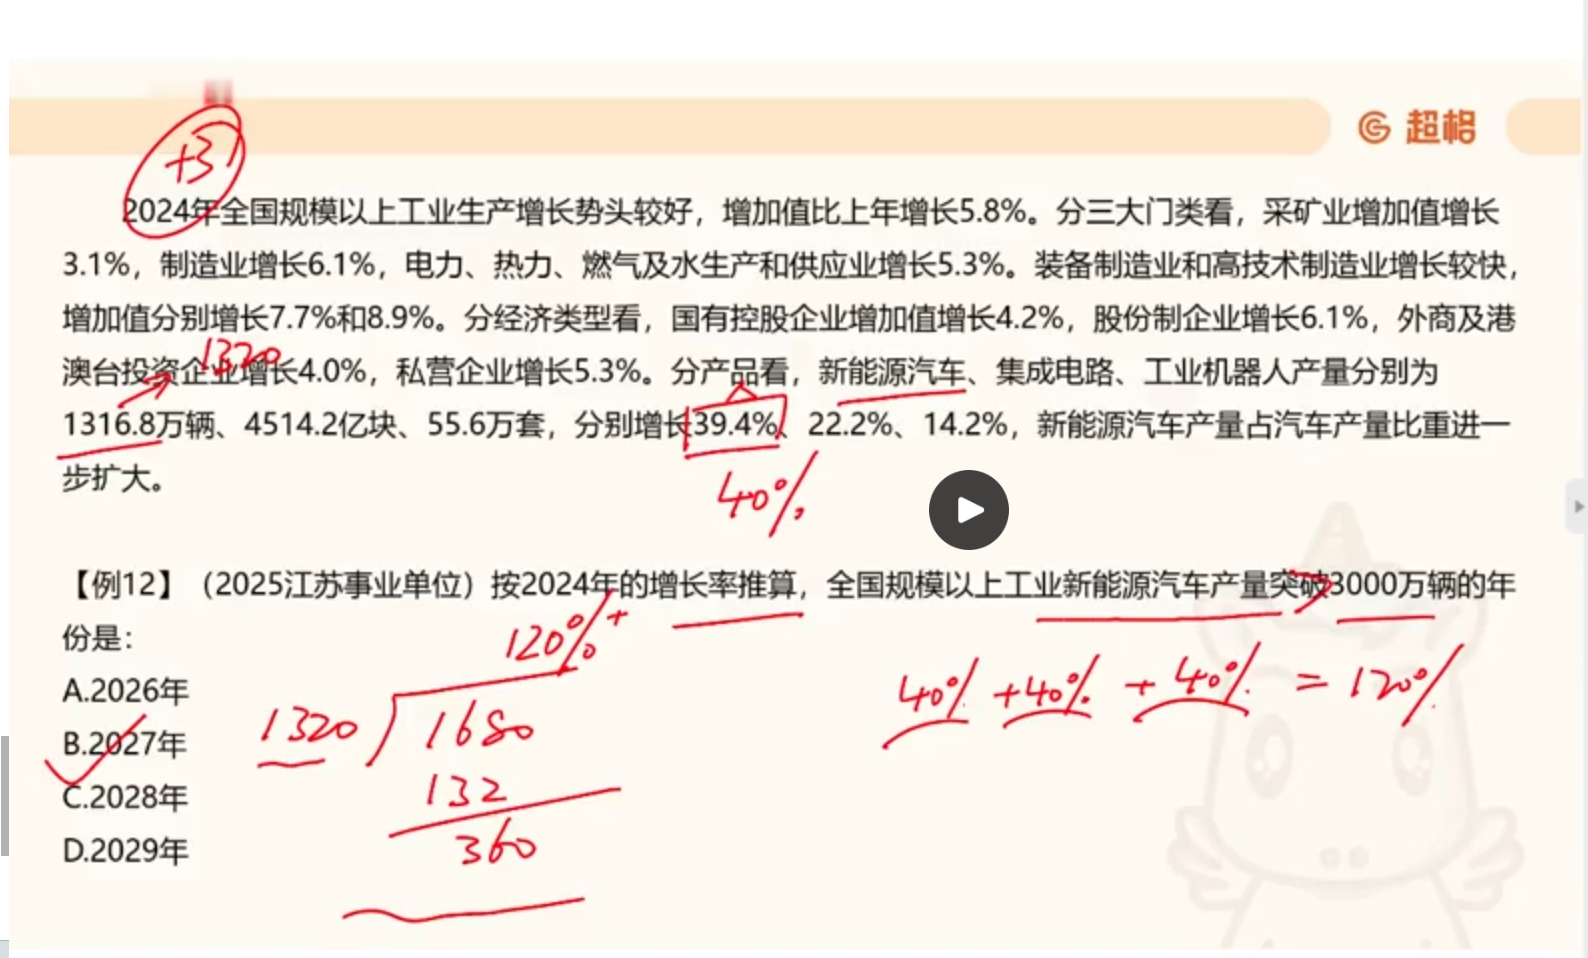 超格
+3
2024年全国规模以上工业生产增长势头较好，增加值比上年增长5.8%。分三大门类看，采矿业增加值增长
3.1%，制造业增长6.1%，电力、热力、燃气及水生产和供应业增长5.3%。装备制造业和高技术制造业增长较快，
增加值分别增长7.7%和8.9%。分经济类型看，国有控股企业增加值增长4.2%，股份制企业增长6.1%，外商及港
1320
澳台投资企业增长4.0%，私营企业增长5.3%。分产品看，新能源汽车、集成电路、工业机器人产量分别为
1316.8万辆、4514.2亿块、55.6万套，分别增长39.4%、22.2%、14.2%，新能源汽车产量占汽车产量比重进一
步扩大。
40%
【例12】（2025江苏事业单位）按2024年的增长率推算，全国规模以上工业新能源汽车产量突破3000万辆的年
份是：
120%+
40%+40%+40%=120%
A.2026年
B.2027年
1320 1680
C.2028年
132
D.2029年
360